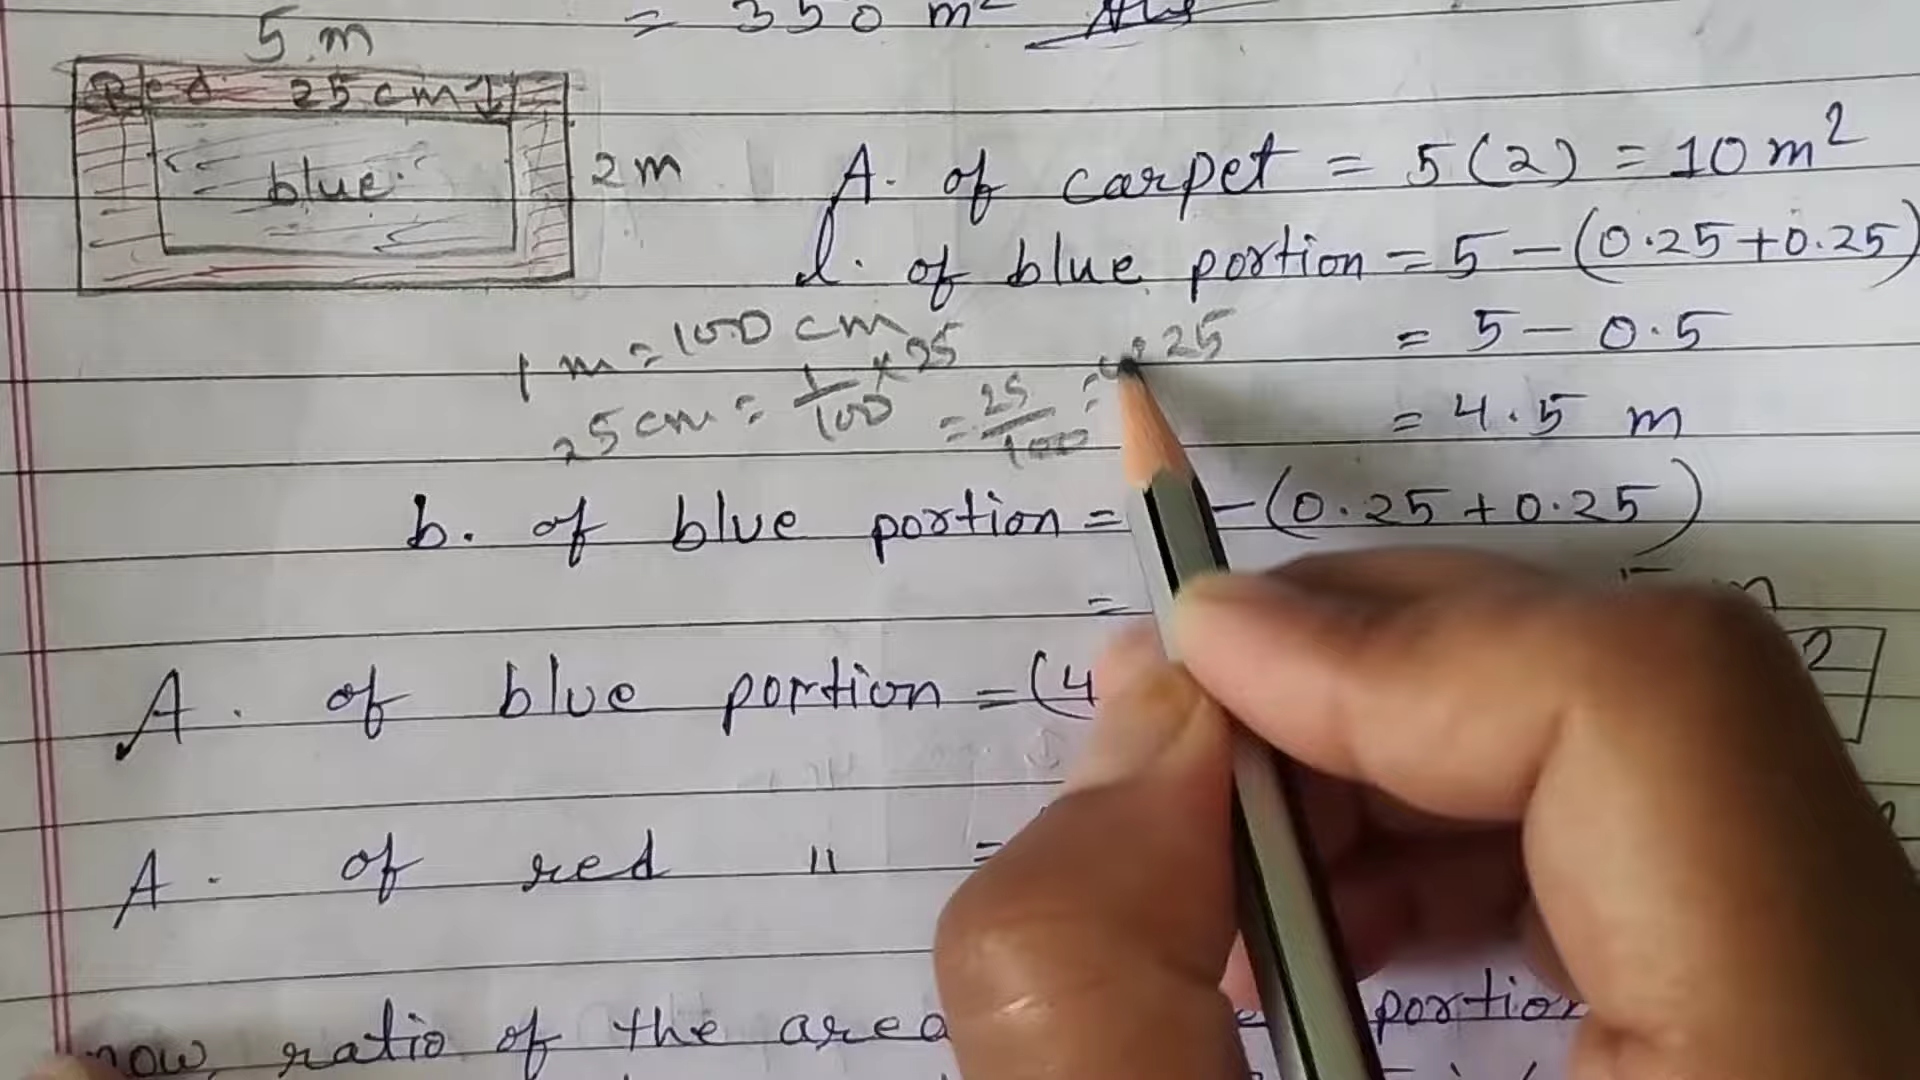 = 350 m² Ans
5 m
Red 25 cm
blue
2 m
A. of carpet = 5(2) = 10 m²
l. of blue portion = 5 - (0.25+0.25)
1 m = 100 cm
= 5 - 0.5
25 cm = 1/100 × 25 = 25/100 = 0.25
= 4.5 m
b. of blue portion = - (0.25 + 0.25)
= m
A. of blue portion = (4 2
A. of red " =
now, ratio of the area portion